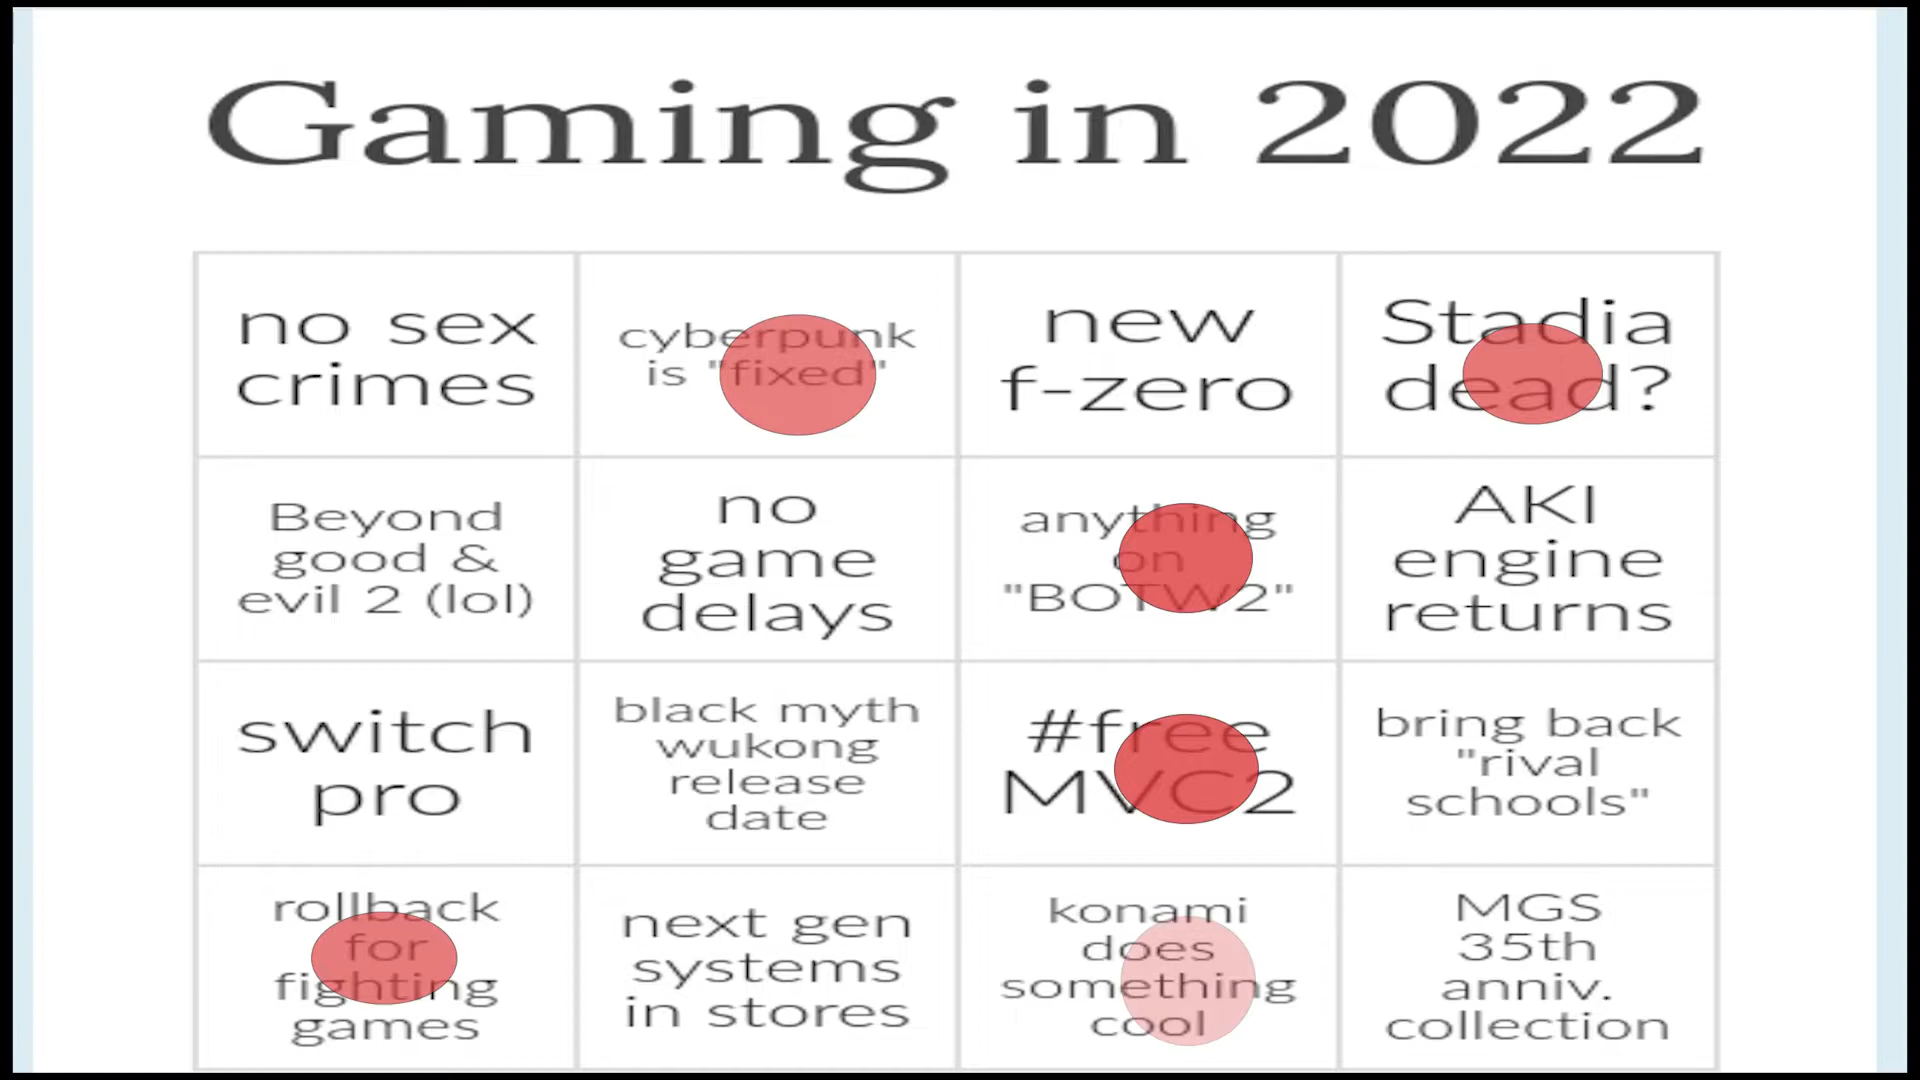 Gaming in 2022
no sex
crimes
cyberpunk
is "fixed"
new
f-zero
Stadia
dead?
Beyond
good &
evil 2 (lol)
no
game
delays
anything
on
"BOTW2"
AKI
engine
returns
switch
pro
black myth
wukong
release
date
#free
MVC2
bring back
"rival
schools"
rollback
for
fighting
games
next gen
systems
in stores
konami
does
something
cool
MGS
35th
anniv.
collection